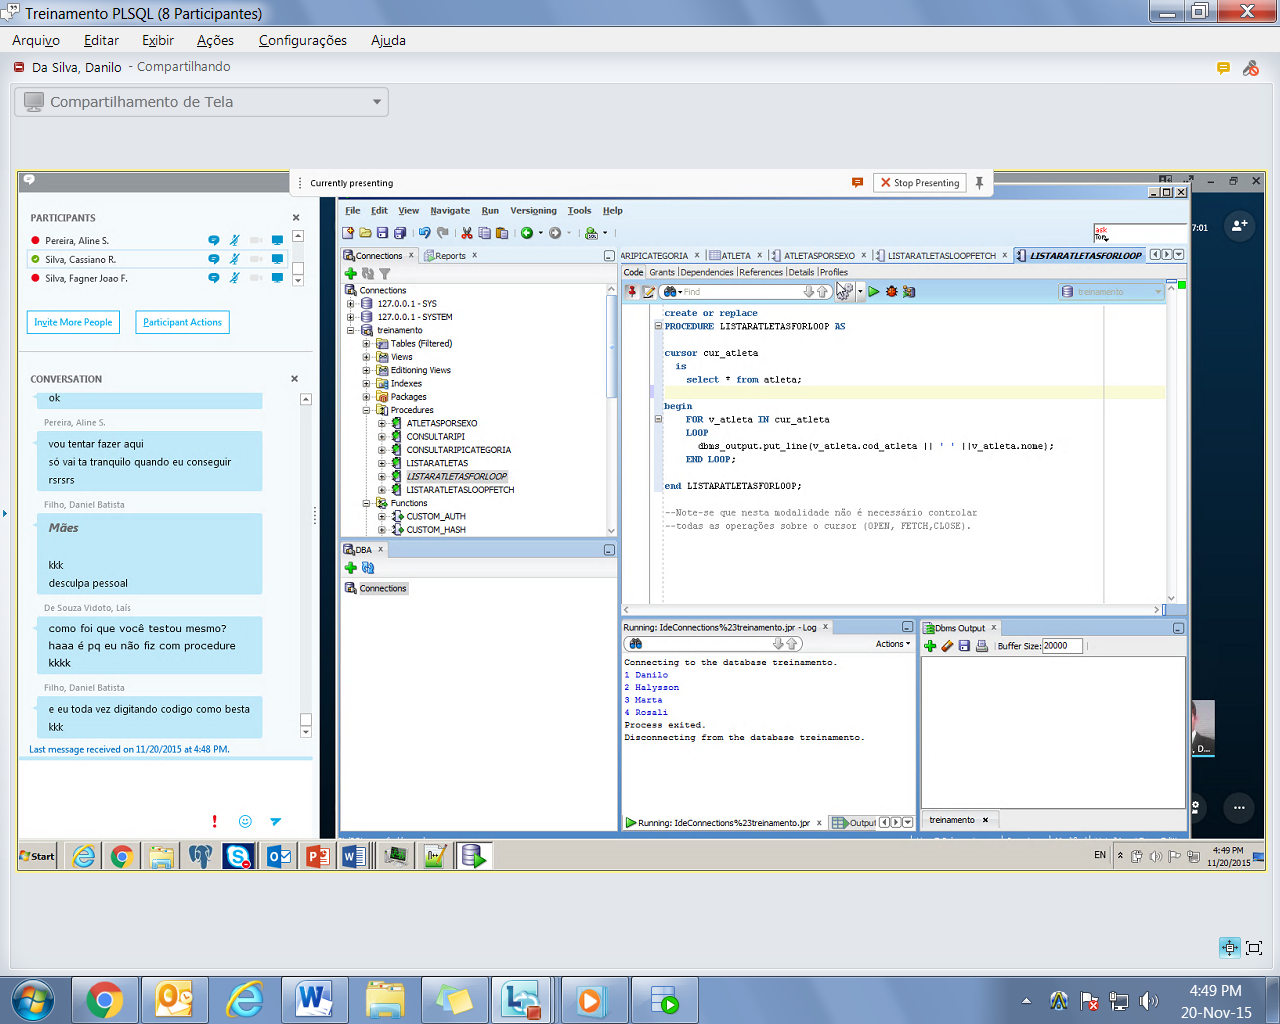 Treinamento PLSQL (8 Participantes)
Arquivo Editar Exibir Ações Configurações Ajuda
Da Silva, Danilo - Compartilhando
Compartilhamento de Tela
Currently presenting
Stop Presenting
PARTICIPANTS
Pereira, Aline S.
Silva, Cassiano R.
Silva, Fagner Joao F.
Invite More People
Participant Actions
CONVERSATION
ok
Pereira, Aline S.
vou tentar fazer aqui
só vai ta tranquilo quando eu conseguir
rsrsrs
Filho, Daniel Batista
Mães
kkk
desculpa pessoal
De Souza Vidoto, Laís
como foi que você testou mesmo?
haaa é pq eu não fiz com procedure
kkkk
Filho, Daniel Batista
e eu toda vez digitando codigo como besta
kkk
Last message received on 11/20/2015 at 4:48 PM.
File Edit View Navigate Run Versioning Tools Help
ask
Tom
7:01
Connections
Reports
Connections
127.0.0.1 - SYS
127.0.0.1 - SYSTEM
treinamento
Tables (Filtered)
Views
Editioning Views
Indexes
Packages
Procedures
ATLETASPORSEXO
CONSULTARIPI
CONSULTARIPICATEGORIA
LISTARATLETAS
LISTARATLETASFORLOOP
LISTARATLETASLOOPFETCH
Functions
CUSTOM_AUTH
CUSTOM_HASH
DBA
Connections
ARIPICATEGORIA ATLETA ATLETASPORSEXO LISTARATLETASLOOPFETCH LISTARATLETASFORLOOP
Code Grants Dependencies References Details Profiles
Find
treinamento
create or replace
PROCEDURE LISTARATLETASFORLOOP AS
cursor cur_atleta
is
select * from atleta;
begin
FOR v_atleta IN cur_atleta
LOOP
dbms_output.put_line(v_atleta.cod_atleta || ' ' ||v_atleta.nome);
END LOOP;
end LISTARATLETASFORLOOP;
--Note-se que nesta modalidade não é necessário controlar
--todas as operações sobre o cursor (OPEN, FETCH,CLOSE).
Running: IdeConnections%23treinamento.jpr - Log
Actions
Connecting to the database treinamento.
1 Danilo
2 Halysson
3 Marta
4 Rosali
Process exited.
Disconnecting from the database treinamento.
Running: IdeConnections%23treinamento.jpr
Output
Dbms Output
Buffer Size: 20000
treinamento
, D...
Start
EN
4:49 PM
11/20/2015
4:49 PM
20-Nov-15